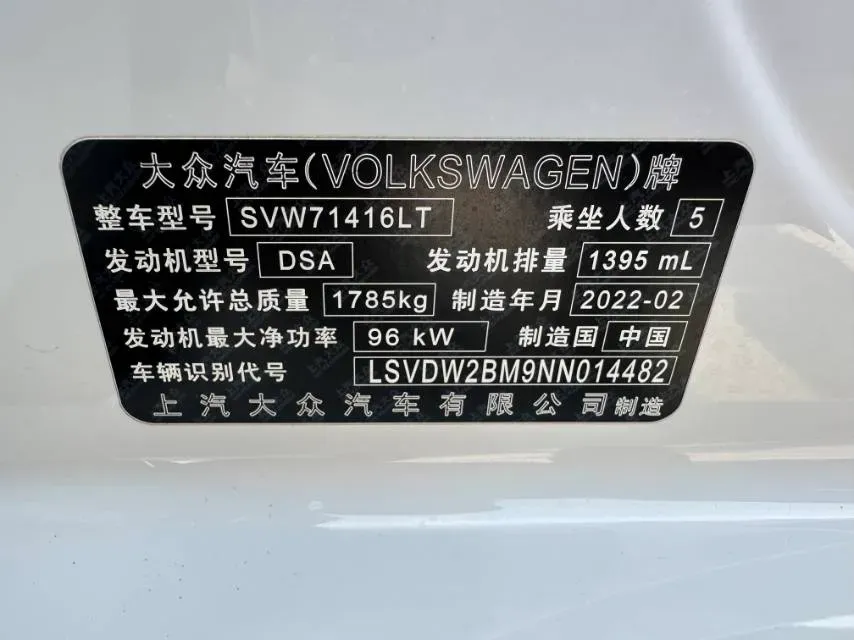 大众汽车(VOLKSWAGEN)牌
整车型号 SVW71416LT 乘坐人数 5
发动机型号 DSA 发动机排量 1395 mL
最大允许总质量 1785kg 制造年月 2022-02
发动机最大净功率 96 kW 制造国 中国
车辆识别代号 LSVDW2BM9NN014482
上汽大众汽车有限公司制造